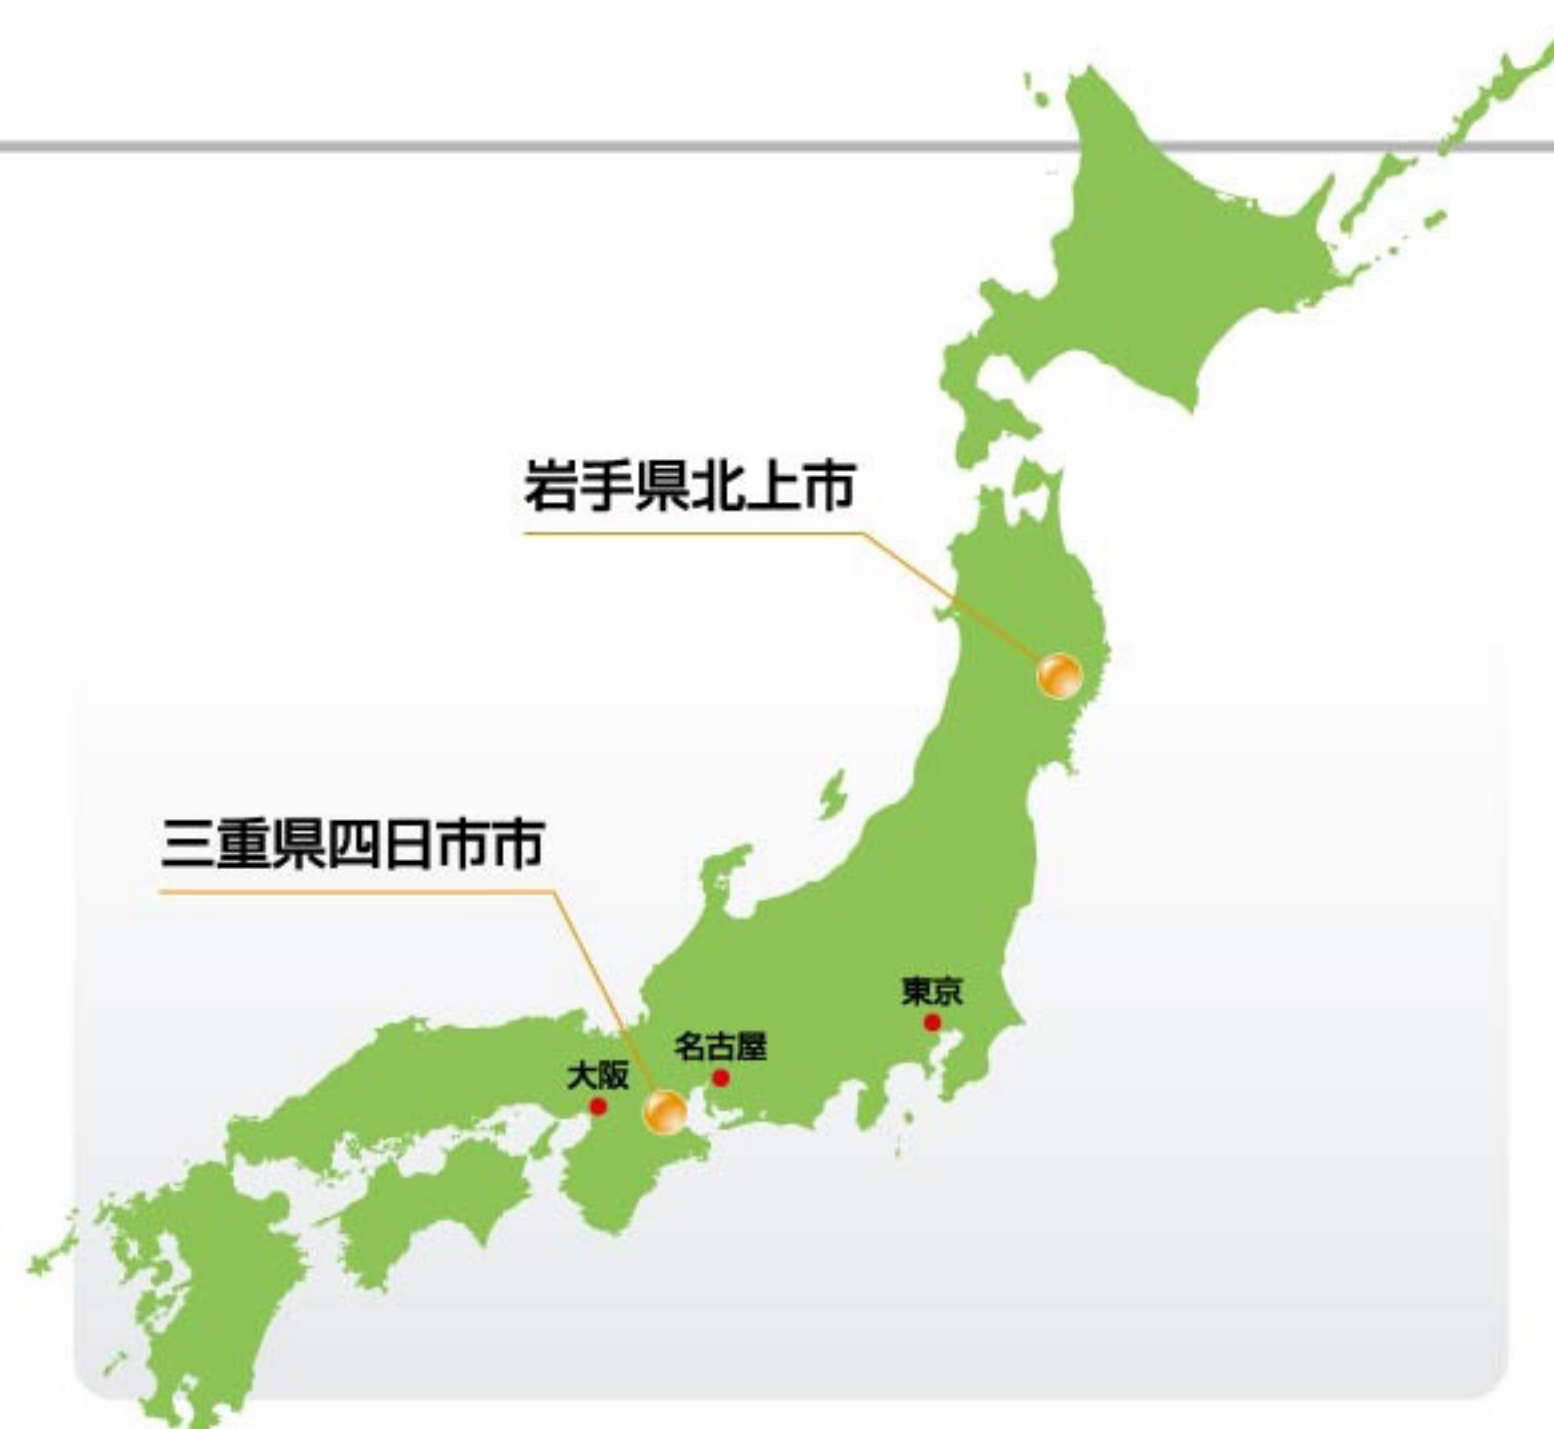 岩手県北上市
三重県四日市市
東京
名古屋
大阪